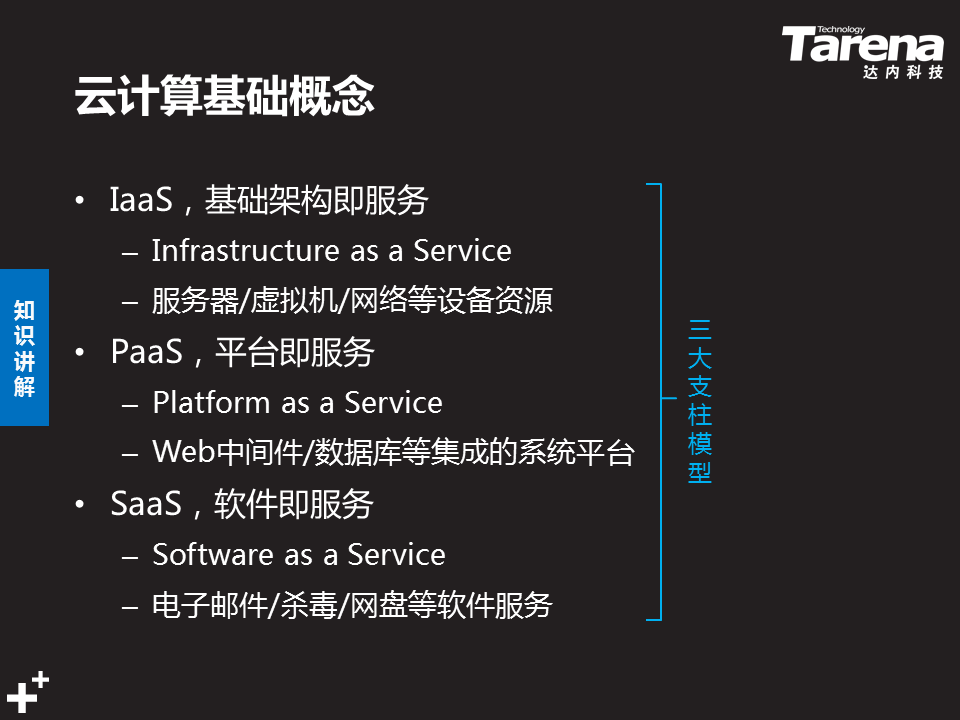 Technology
Tarena
达内科技
云计算基础概念
• IaaS，基础架构即服务
– Infrastructure as a Service
– 服务器/虚拟机/网络等设备资源
• PaaS，平台即服务
– Platform as a Service
– Web中间件/数据库等集成的系统平台
• SaaS，软件即服务
– Software as a Service
– 电子邮件/杀毒/网盘等软件服务
三大支柱模型
知识讲解